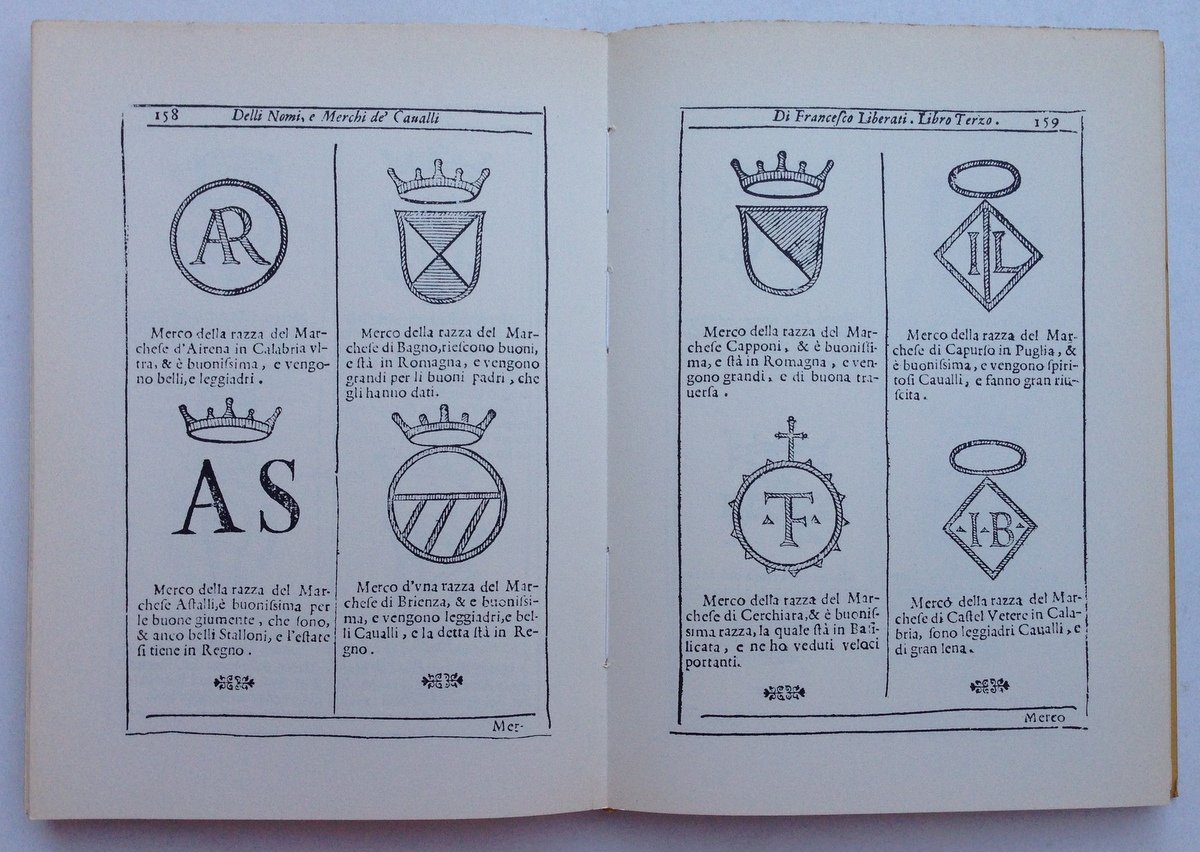 158 Delli Nomi, e Merchi de' Caualli
AR
Merco della razza del Mar-
chese d'Airena in Calabria vl-
tra, & è buonissima, e vengo-
no belli, e leggiadri.
AS
Merco della razza del Mar-
chese Astalli, è buonissima per
le buone giumente, che sono,
& anco belli Stalloni, e l'estate
si tiene in Regno.
Merco della razza del Mar-
chese di Bagno, riescono buoni,
e stà in Romagna, e vengono
grandi per li buoni padri, che
gli hanno dati.
Merco d'vna razza del Mar-
chese di Brienza, & e buonissi-
ma, e vengono leggiadri, e bel-
li Caualli, e la detta stà in Re-
gno.
Mer-
Di Francesco Liberati. Libro Terzo. 159
Merco della razza del Mar-
chese Capponi, & è buonissi-
ma, e stà in Romagna, e ven-
gono grandi, e di buona tra-
uersa.
A F A
Merco della razza del Mar-
chese di Cerchiara, & è buonis-
sima razza, la quale stà in Basi-
licata, e ne ho veduti veloci
portanti.
IL
Merco della razza del Mar-
chese di Capurso in Puglia, &
è buonissima, e vengono spiri-
tosi Caualli, e fanno gran riu-
scita.
A I B A
Merco della razza del Mar-
chese di Castel Vetere in Cala-
bria, sono leggiadri Caualli, e
di gran lena.
Merco